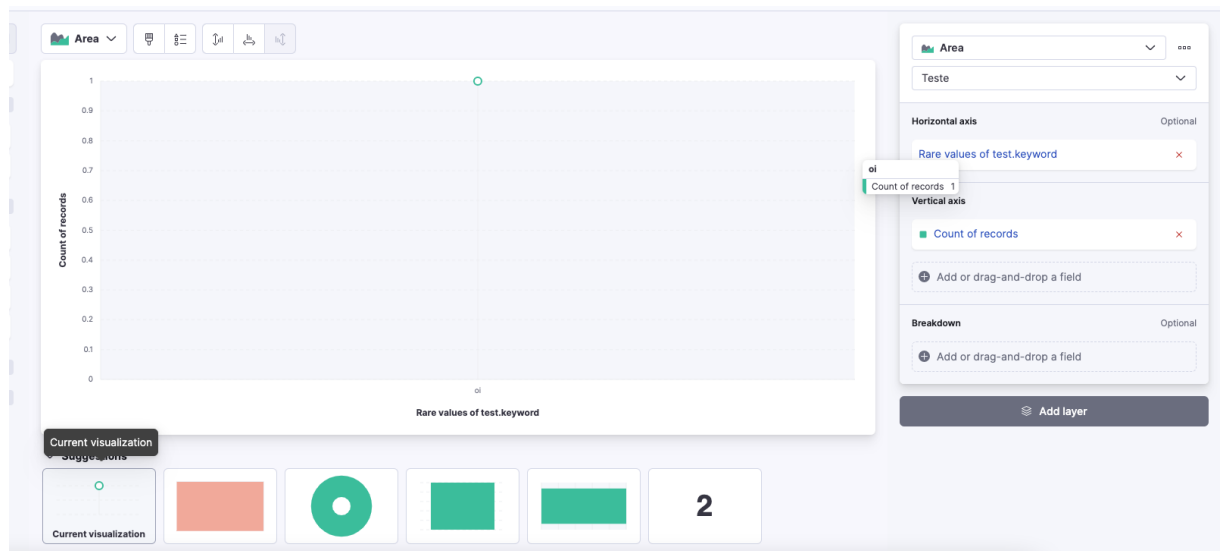 Area
1
0.9
0.8
0.7
0.6
0.5
0.4
0.3
0.2
0.1
0
Count of records
oi
Rare values of test.keyword
oi
Count of records 1
Area
Teste
Horizontal axis Optional
Rare values of test.keyword
Vertical axis
Count of records
Add or drag-and-drop a field
Breakdown Optional
Add or drag-and-drop a field
Add layer
Current visualization
Suggestions
Current visualization
2